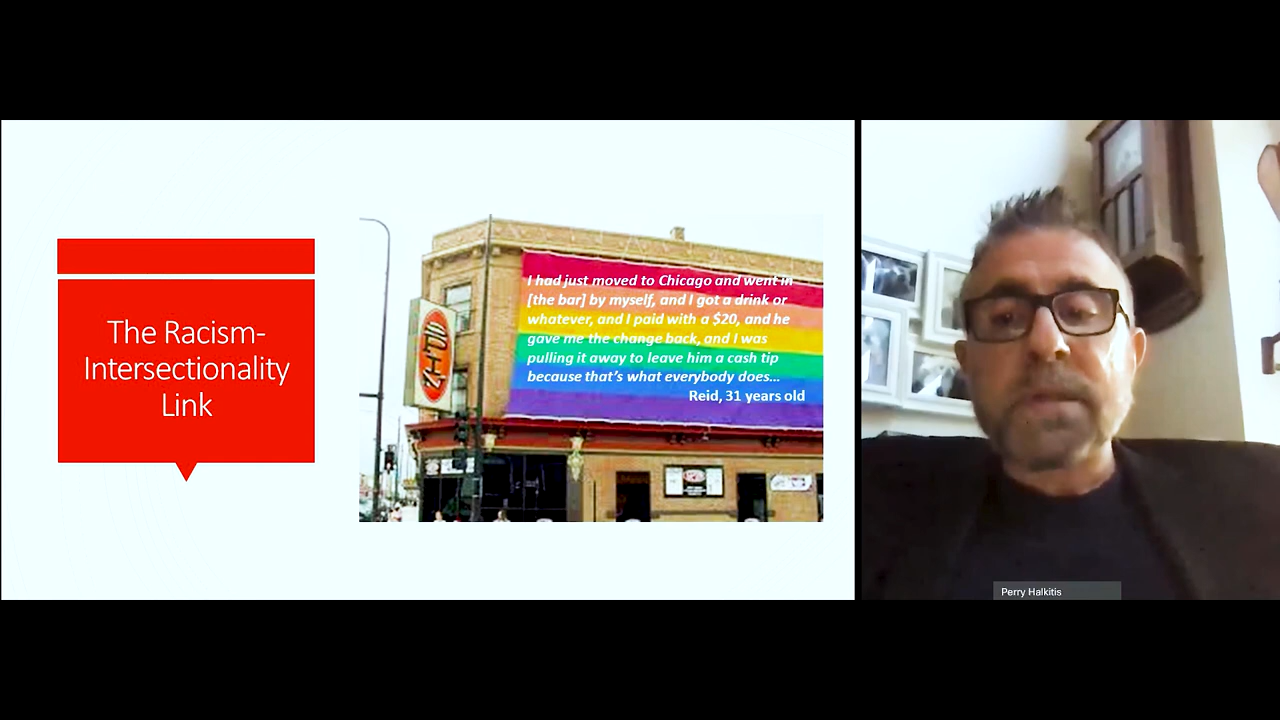 The Racism-
Intersectionality
Link
I had just moved to Chicago and went in
[the bar] by myself, and I got a drink or
whatever, and I paid with a $20, and he
gave me the change back, and I was
pulling it away to leave him a cash tip
because that's what everybody does…
Reid, 31 years old
Perry Halkitis